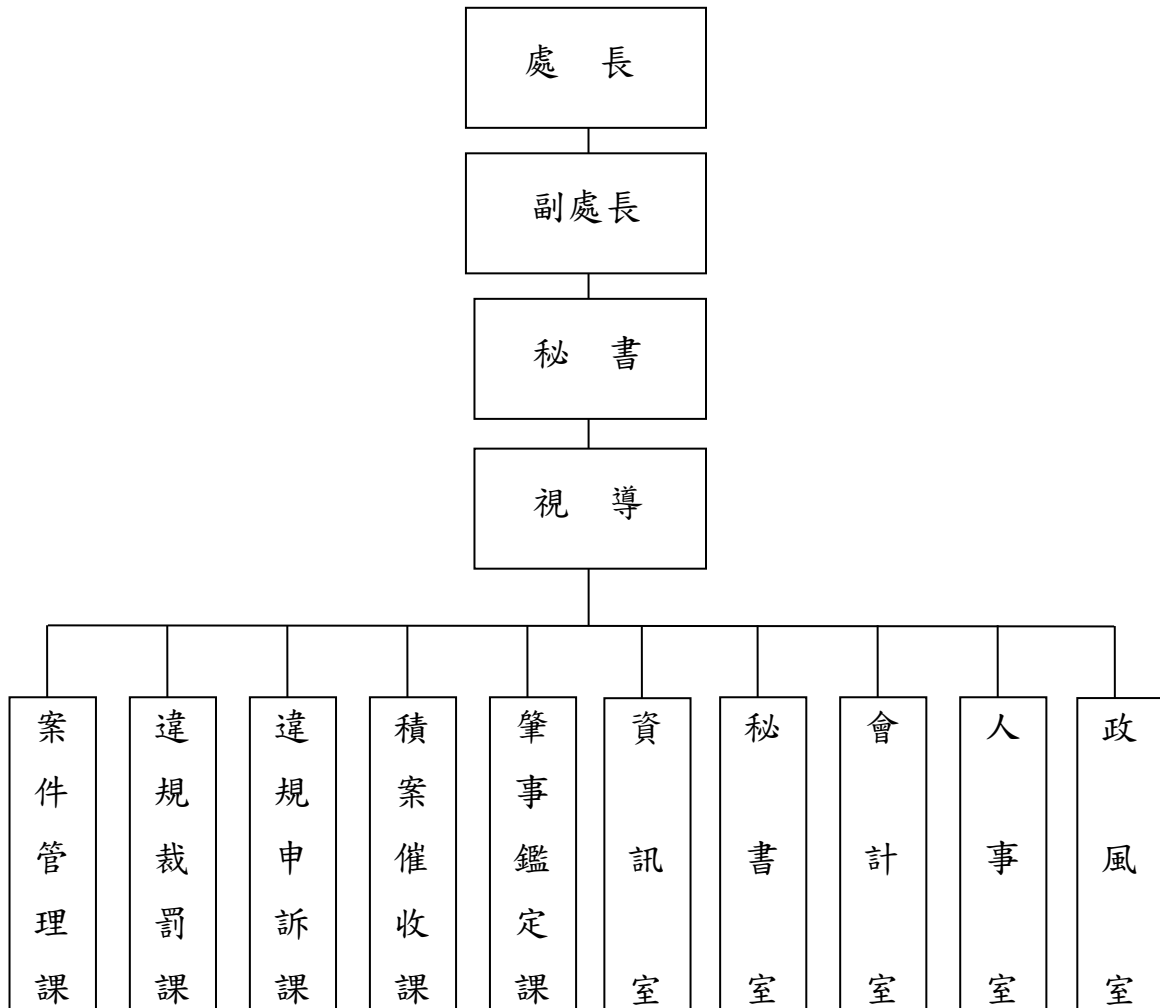 處　長
副處長
秘　書
視　導
案件管理課
違規裁罰課
違規申訴課
積案催收課
肇事鑑定課
資訊室
秘書室
會計室
人事室
政風室